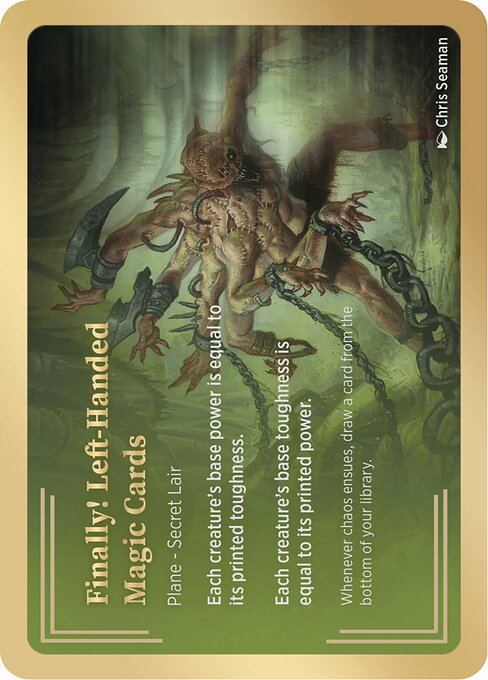 Finally! Left-Handed
Magic Cards
Plane - Secret Lair
Each creature's base power is equal to
its printed toughness.
Each creature's base toughness is
equal to its printed power.
Whenever chaos ensues, draw a card from the
bottom of your library.
Chris Seaman